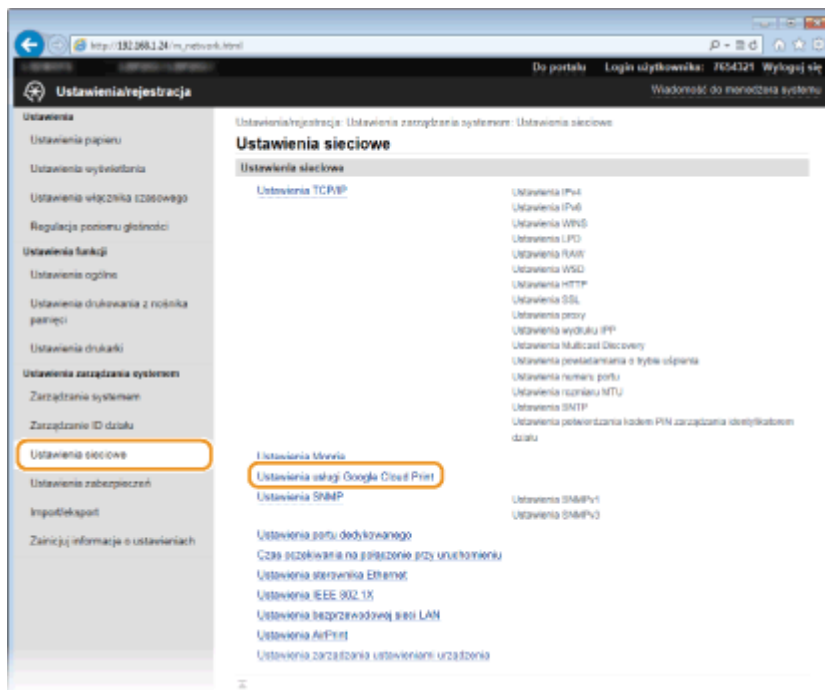 http://192.168.1.24/m_network.html
Do portalu Login użytkownika: 7654321 Wyloguj się
Ustawienia/rejestracja
Wiadomość do menedżera systemu
Ustawienia
Ustawienia papieru
Ustawienia wyświetlania
Ustawienia włącznika czasowego
Regulacja poziomu głośności
Ustawienia funkcji
Ustawienia ogólne
Ustawienia drukowania z nośnika
pamięci
Ustawienia drukarki
Ustawienia zarządzania systemem
Zarządzanie systemem
Zarządzanie ID działu
Ustawienia sieciowe
Ustawienia zabezpieczeń
Import/eksport
Zainicjuj informacje o ustawieniach
Ustawienia/rejestracja: Ustawienia zarządzania systemem: Ustawienia sieciowe
Ustawienia sieciowe
Ustawienia sieciowe
Ustawienia TCP/IP
Ustawienia IPv4
Ustawienia IPv6
Ustawienia WINS
Ustawienia LPD
Ustawienia RAW
Ustawienia WSD
Ustawienia HTTP
Ustawienia SSL
Ustawienia proxy
Ustawienia wydruku IPP
Ustawienia Multicast Discovery
Ustawienia powiadamiania o trybie uśpienia
Ustawienia numeru portu
Ustawienia rozmiaru MTU
Ustawienia SNTP
Ustawienia potwierdzania kodem PIN zarządzania identyfikatorem
działu
Ustawienia Mopria
Ustawienia usługi Google Cloud Print
Ustawienia SNMP
Ustawienia SNMPv1
Ustawienia SNMPv3
Ustawienia portu dedykowanego
Czas oczekiwania na połączenie przy uruchomieniu
Ustawienia sterownika Ethernet
Ustawienia IEEE 802.1X
Ustawienia bezprzewodowej sieci LAN
Ustawienia AirPrint
Ustawienia zarządzania ustawieniami urządzenia